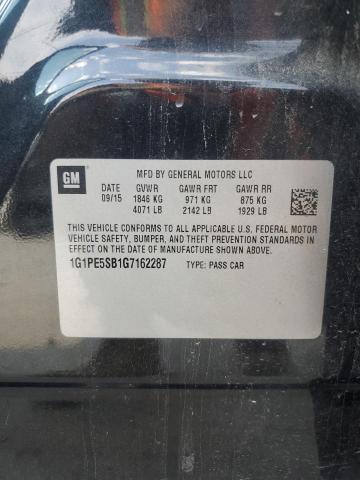 GM
MFD BY GENERAL MOTORS LLC
DATE GVWR GAWR FRT GAWR RR
09/15 1846 KG 971 KG 875 KG
4071 LB 2142 LB 1929 LB
THIS VEHICLE CONFORMS TO ALL APPLICABLE U.S. FEDERAL MOTOR
VEHICLE SAFETY, BUMPER, AND THEFT PREVENTION STANDARDS
IN EFFECT ON THE DATE OF MANUFACTURE SHOWN ABOVE.
1G1PE5SB1G7162287 TYPE: PASS CAR